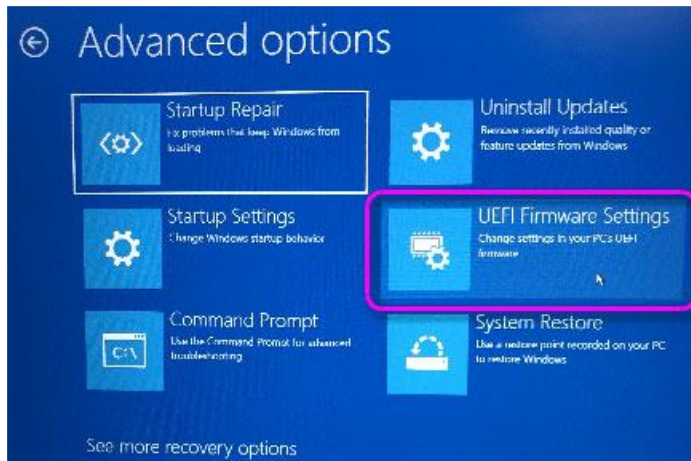 Advanced options
Startup Repair
Fix problems that keep Windows from
loading
Uninstall Updates
Remove recently installed quality or
feature updates from Windows
Startup Settings
Change Windows startup behavior
UEFI Firmware Settings
Change settings in your PC's UEFI
firmware
Command Prompt
Use the Command Prompt for advanced
troubleshooting
C:\
System Restore
Use a restore point recorded on your PC
to restore Windows
See more recovery options